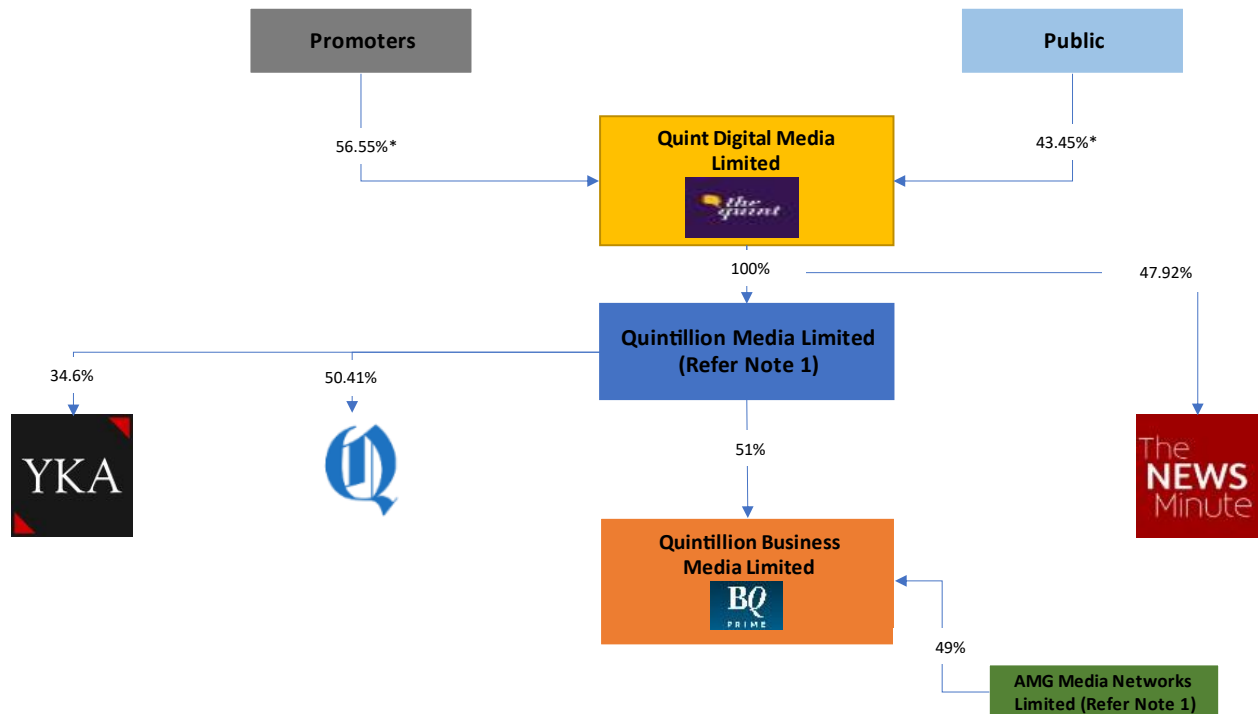 Promoters
Public
56.55%*
43.45%*
Quint Digital Media
Limited
the
quint
100%
47.92%
Quintillion Media Limited
(Refer Note 1)
34.6%
50.41%
51%
YKA
Q
The
NEWS
Minute
Quintillion Business
Media Limited
BQ
PRIME
49%
AMG Media Networks
Limited (Refer Note 1)